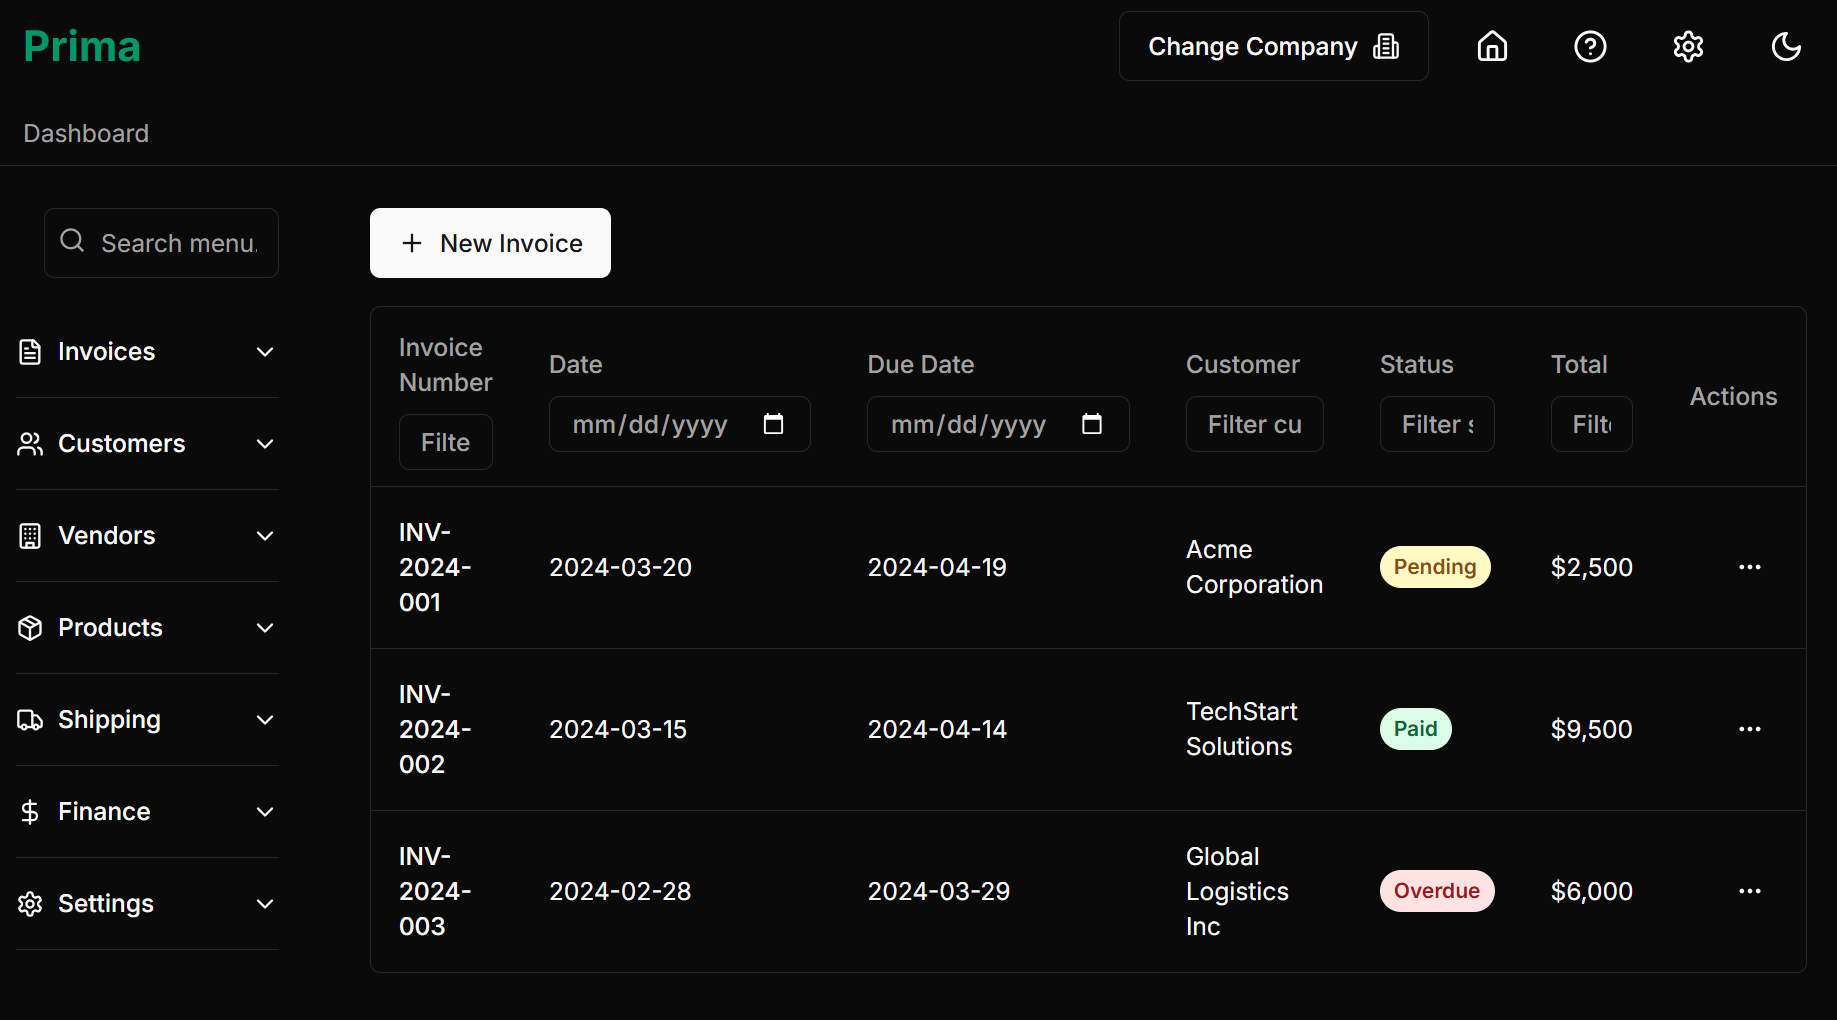 Prima
Change Company
Dashboard
Search menu.
New Invoice
Invoices
Customers
Vendors
Products
Shipping
Finance
Settings
Invoice
Number
Date
Due Date
Customer
Status
Total
Actions
Filte
mm/dd/yyyy
mm/dd/yyyy
Filter cu
Filter s
Filt
INV-
2024-
001
2024-03-20
2024-04-19
Acme
Corporation
Pending
$2,500
INV-
2024-
002
2024-03-15
2024-04-14
TechStart
Solutions
Paid
$9,500
INV-
2024-
003
2024-02-28
2024-03-29
Global
Logistics
Inc
Overdue
$6,000